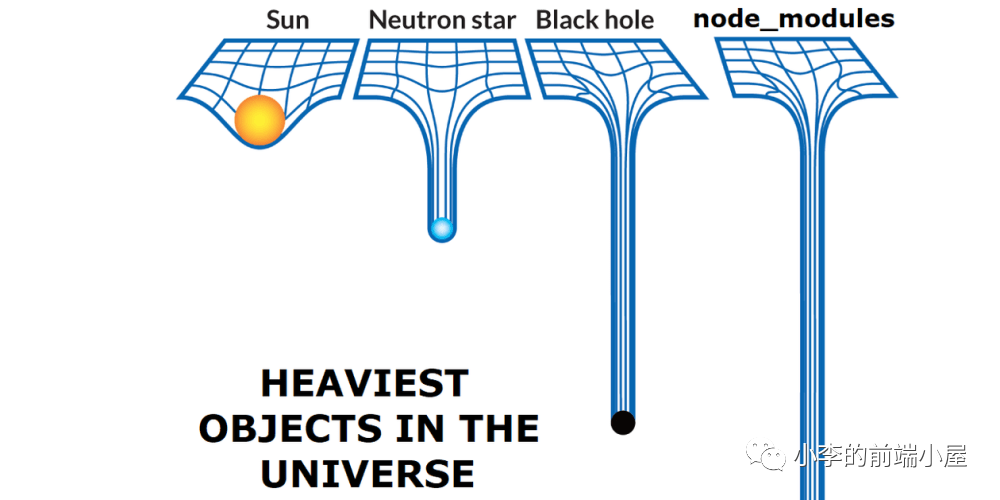 Sun
Neutron star
Black hole
node_modules
HEAVIEST
OBJECTS IN THE
UNIVERSE
小李的前端小屋